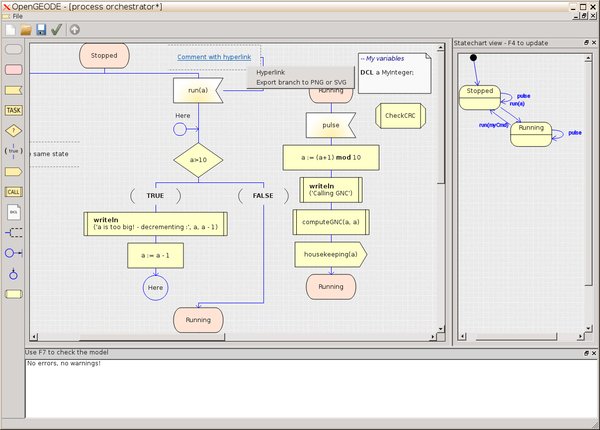 OpenGEODE - [process orchestrator*]
File
Statechart view - F4 to update
Stopped
Comment with hyperlink
-- My variables
DCL a MyInteger;
Hyperlink
Export branch to PNG or SVG
run(a)
Running
Here
pulse
CheckCRC
TASK
?
( true )
CALL
DCL
same state
a>10
a := (a+1) mod 10
TRUE
FALSE
writeln
('Calling GNC')
writeln
('a is too big! - decrementing :', a, a - 1)
computeGNC(a, a)
a := a - 1
housekeeping(a)
Here
Running
Running
Stopped
pulse
run(a)
run(myCmd)
Running
pulse
Use F7 to check the model
No errors, no warnings!